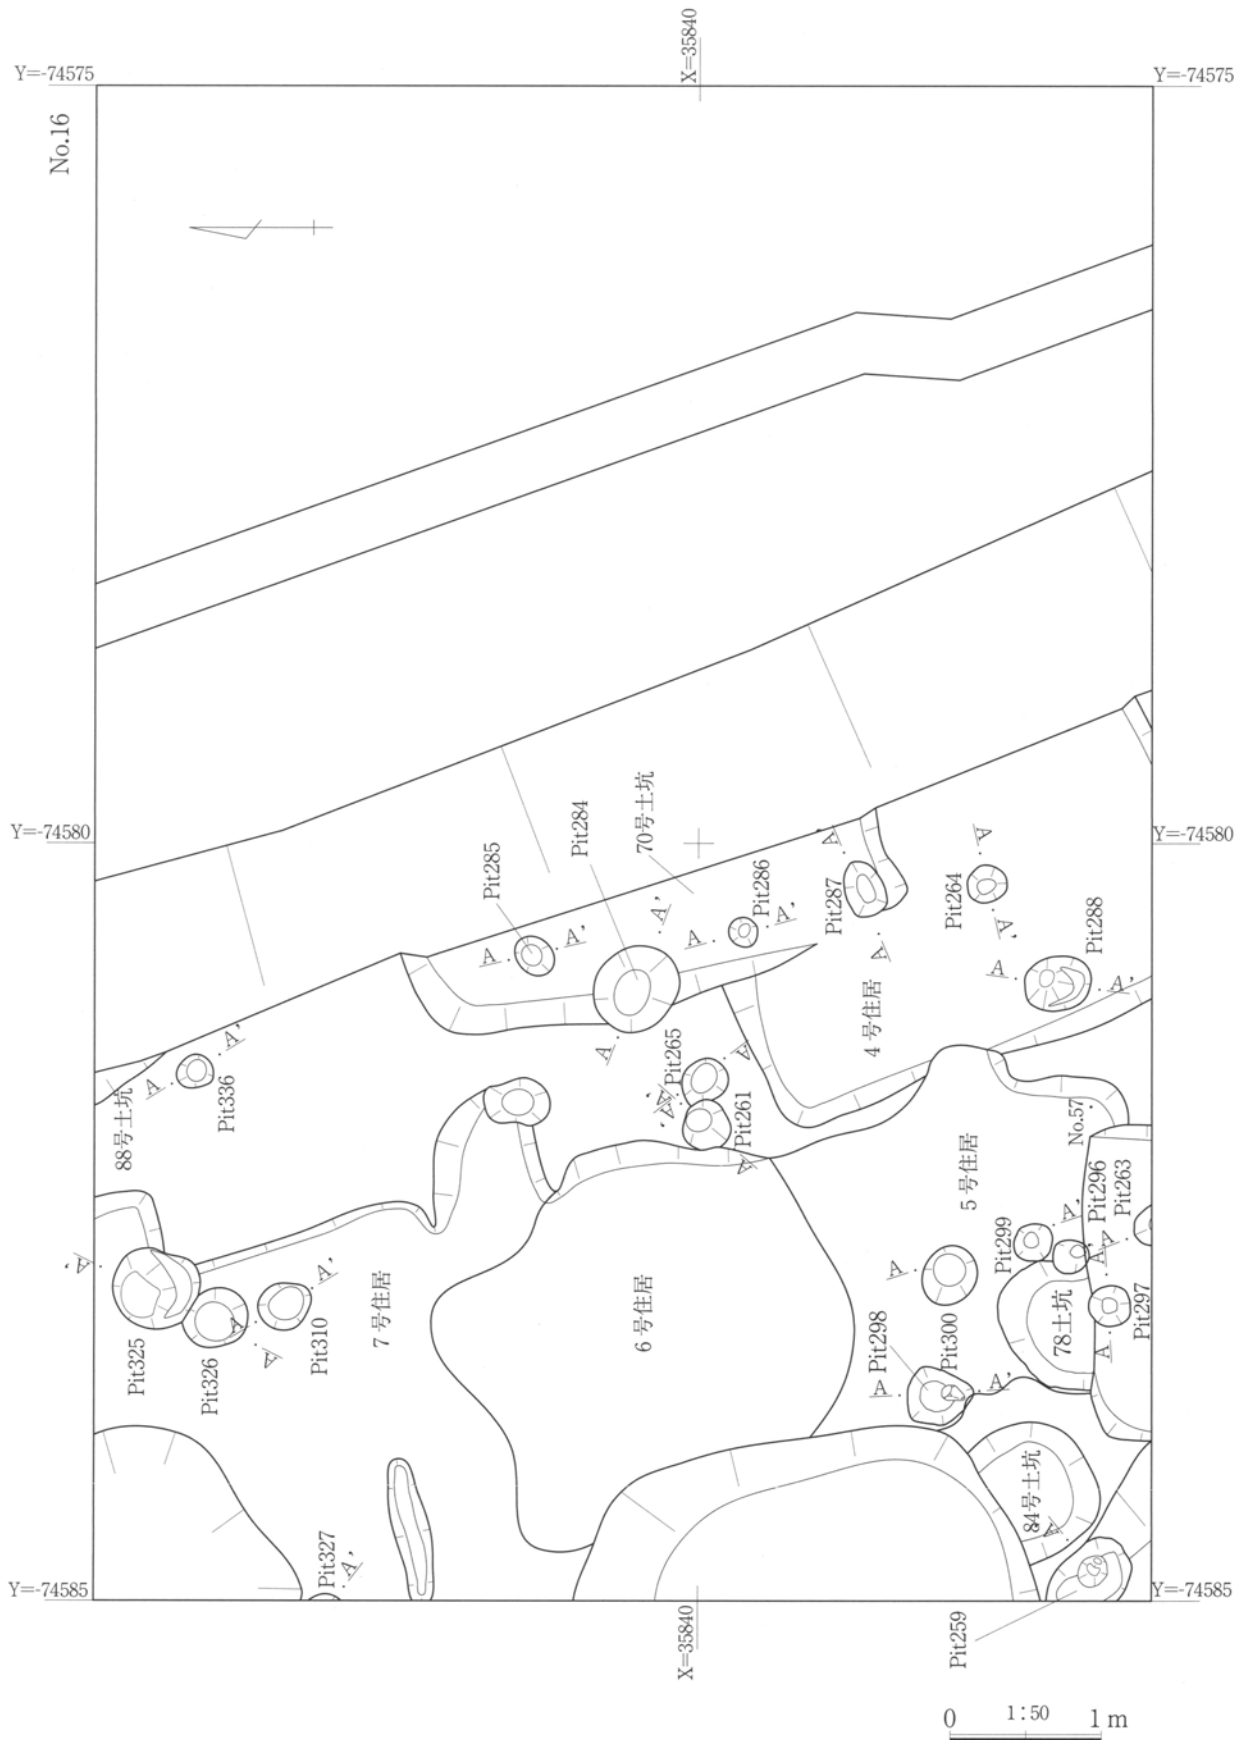 X=35840
Y=-74575
Y=-74575
No.16
Y=-74580
Y=-74580
70号土坑
Pit284
Pit285
A
A'
A'
A
Pit286
A
A'
Pit287
A'
A
Pit264
A
A'
Pit288
A
A'
4号住居
Pit265
A
A'
A'
A
Pit261
A
88号土坑
Pit336
A
A'
No.57
5号住居
Pit296
Pit263
Pit299
A'
A
A'
A
Pit297
78土坑
Pit298
Pit300
A
A
A'
6号住居
7号住居
A'
Pit325
Pit326
Pit310
A
A'
A
84号土坑
A
Pit327
A'
Y=-74585
Y=-74585
X=35840
Pit259
0 1:50 1m